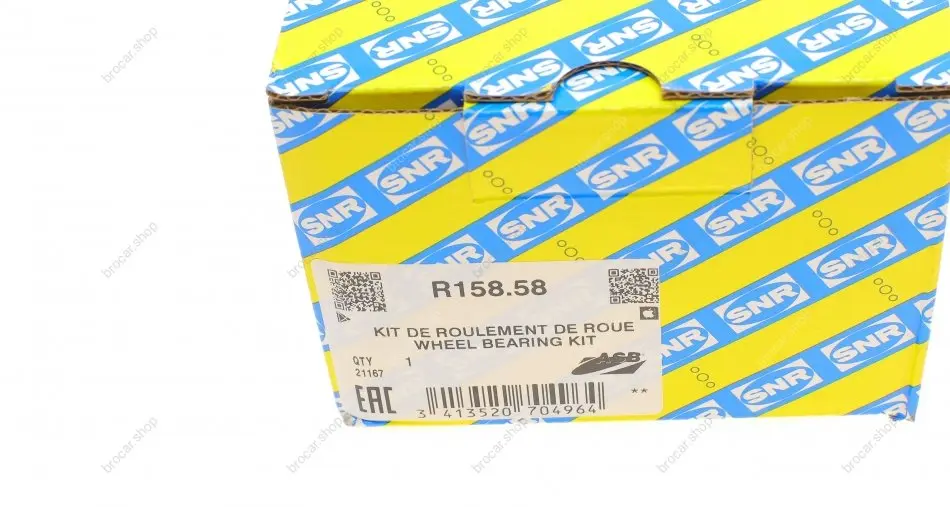 SNR
R158.58
KIT DE ROULEMENT DE ROUE
WHEEL BEARING KIT
QTY 1
21167
ASB
EAC
**
3 413520 704964
brocar.shop